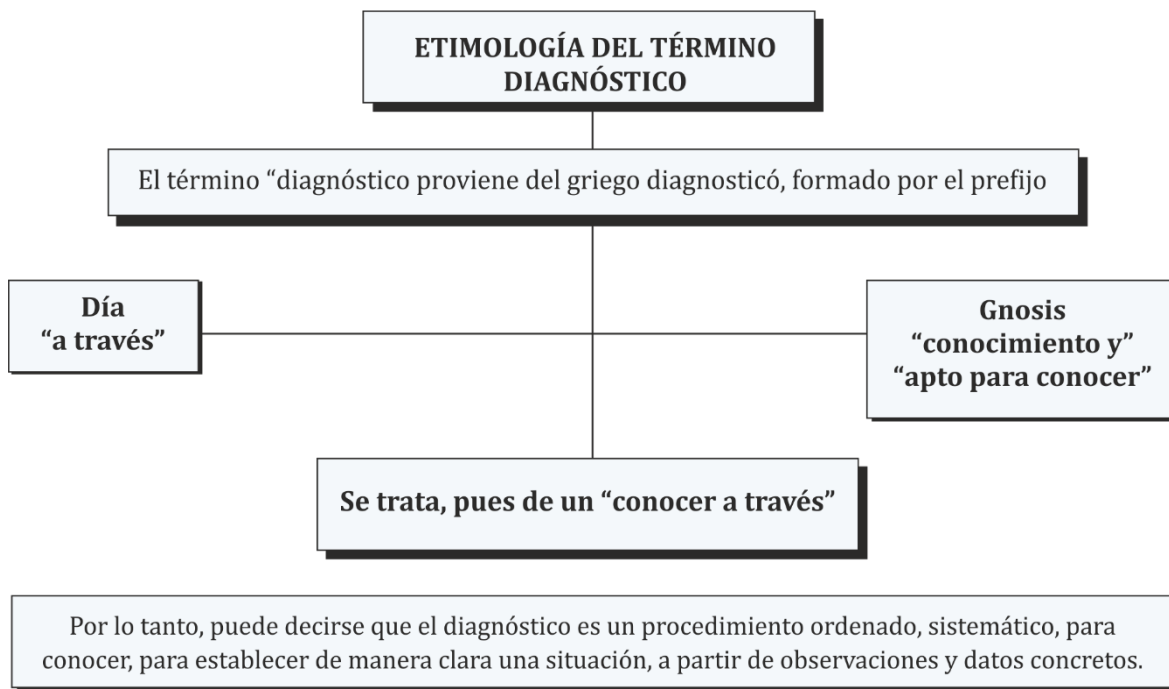 ETIMOLOGÍA DEL TÉRMINO
DIAGNÓSTICO
El término “diagnóstico proviene del griego diagnosticó, formado por el prefijo
Día
“a través”
Gnosis
“conocimiento y”
“apto para conocer”
Se trata, pues de un “conocer a través”
Por lo tanto, puede decirse que el diagnóstico es un procedimiento ordenado, sistemático, para
conocer, para establecer de manera clara una situación, a partir de observaciones y datos concretos.